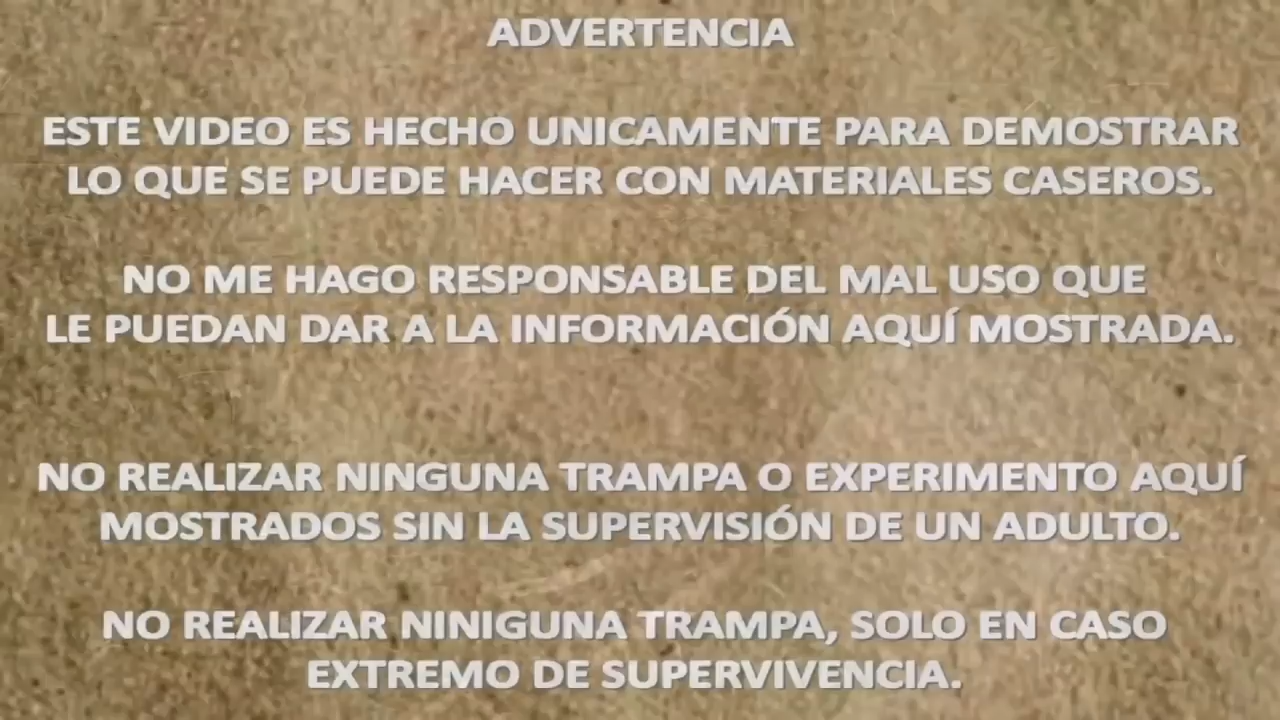 ADVERTENCIA
ESTE VIDEO ES HECHO UNICAMENTE PARA DEMOSTRAR
LO QUE SE PUEDE HACER CON MATERIALES CASEROS.
NO ME HAGO RESPONSABLE DEL MAL USO QUE
LE PUEDAN DAR A LA INFORMACIÓN AQUÍ MOSTRADA.
NO REALIZAR NINGUNA TRAMPA O EXPERIMENTO AQUÍ
MOSTRADOS SIN LA SUPERVISIÓN DE UN ADULTO.
NO REALIZAR NINIGUNA TRAMPA, SOLO EN CASO
EXTREMO DE SUPERVIVENCIA.